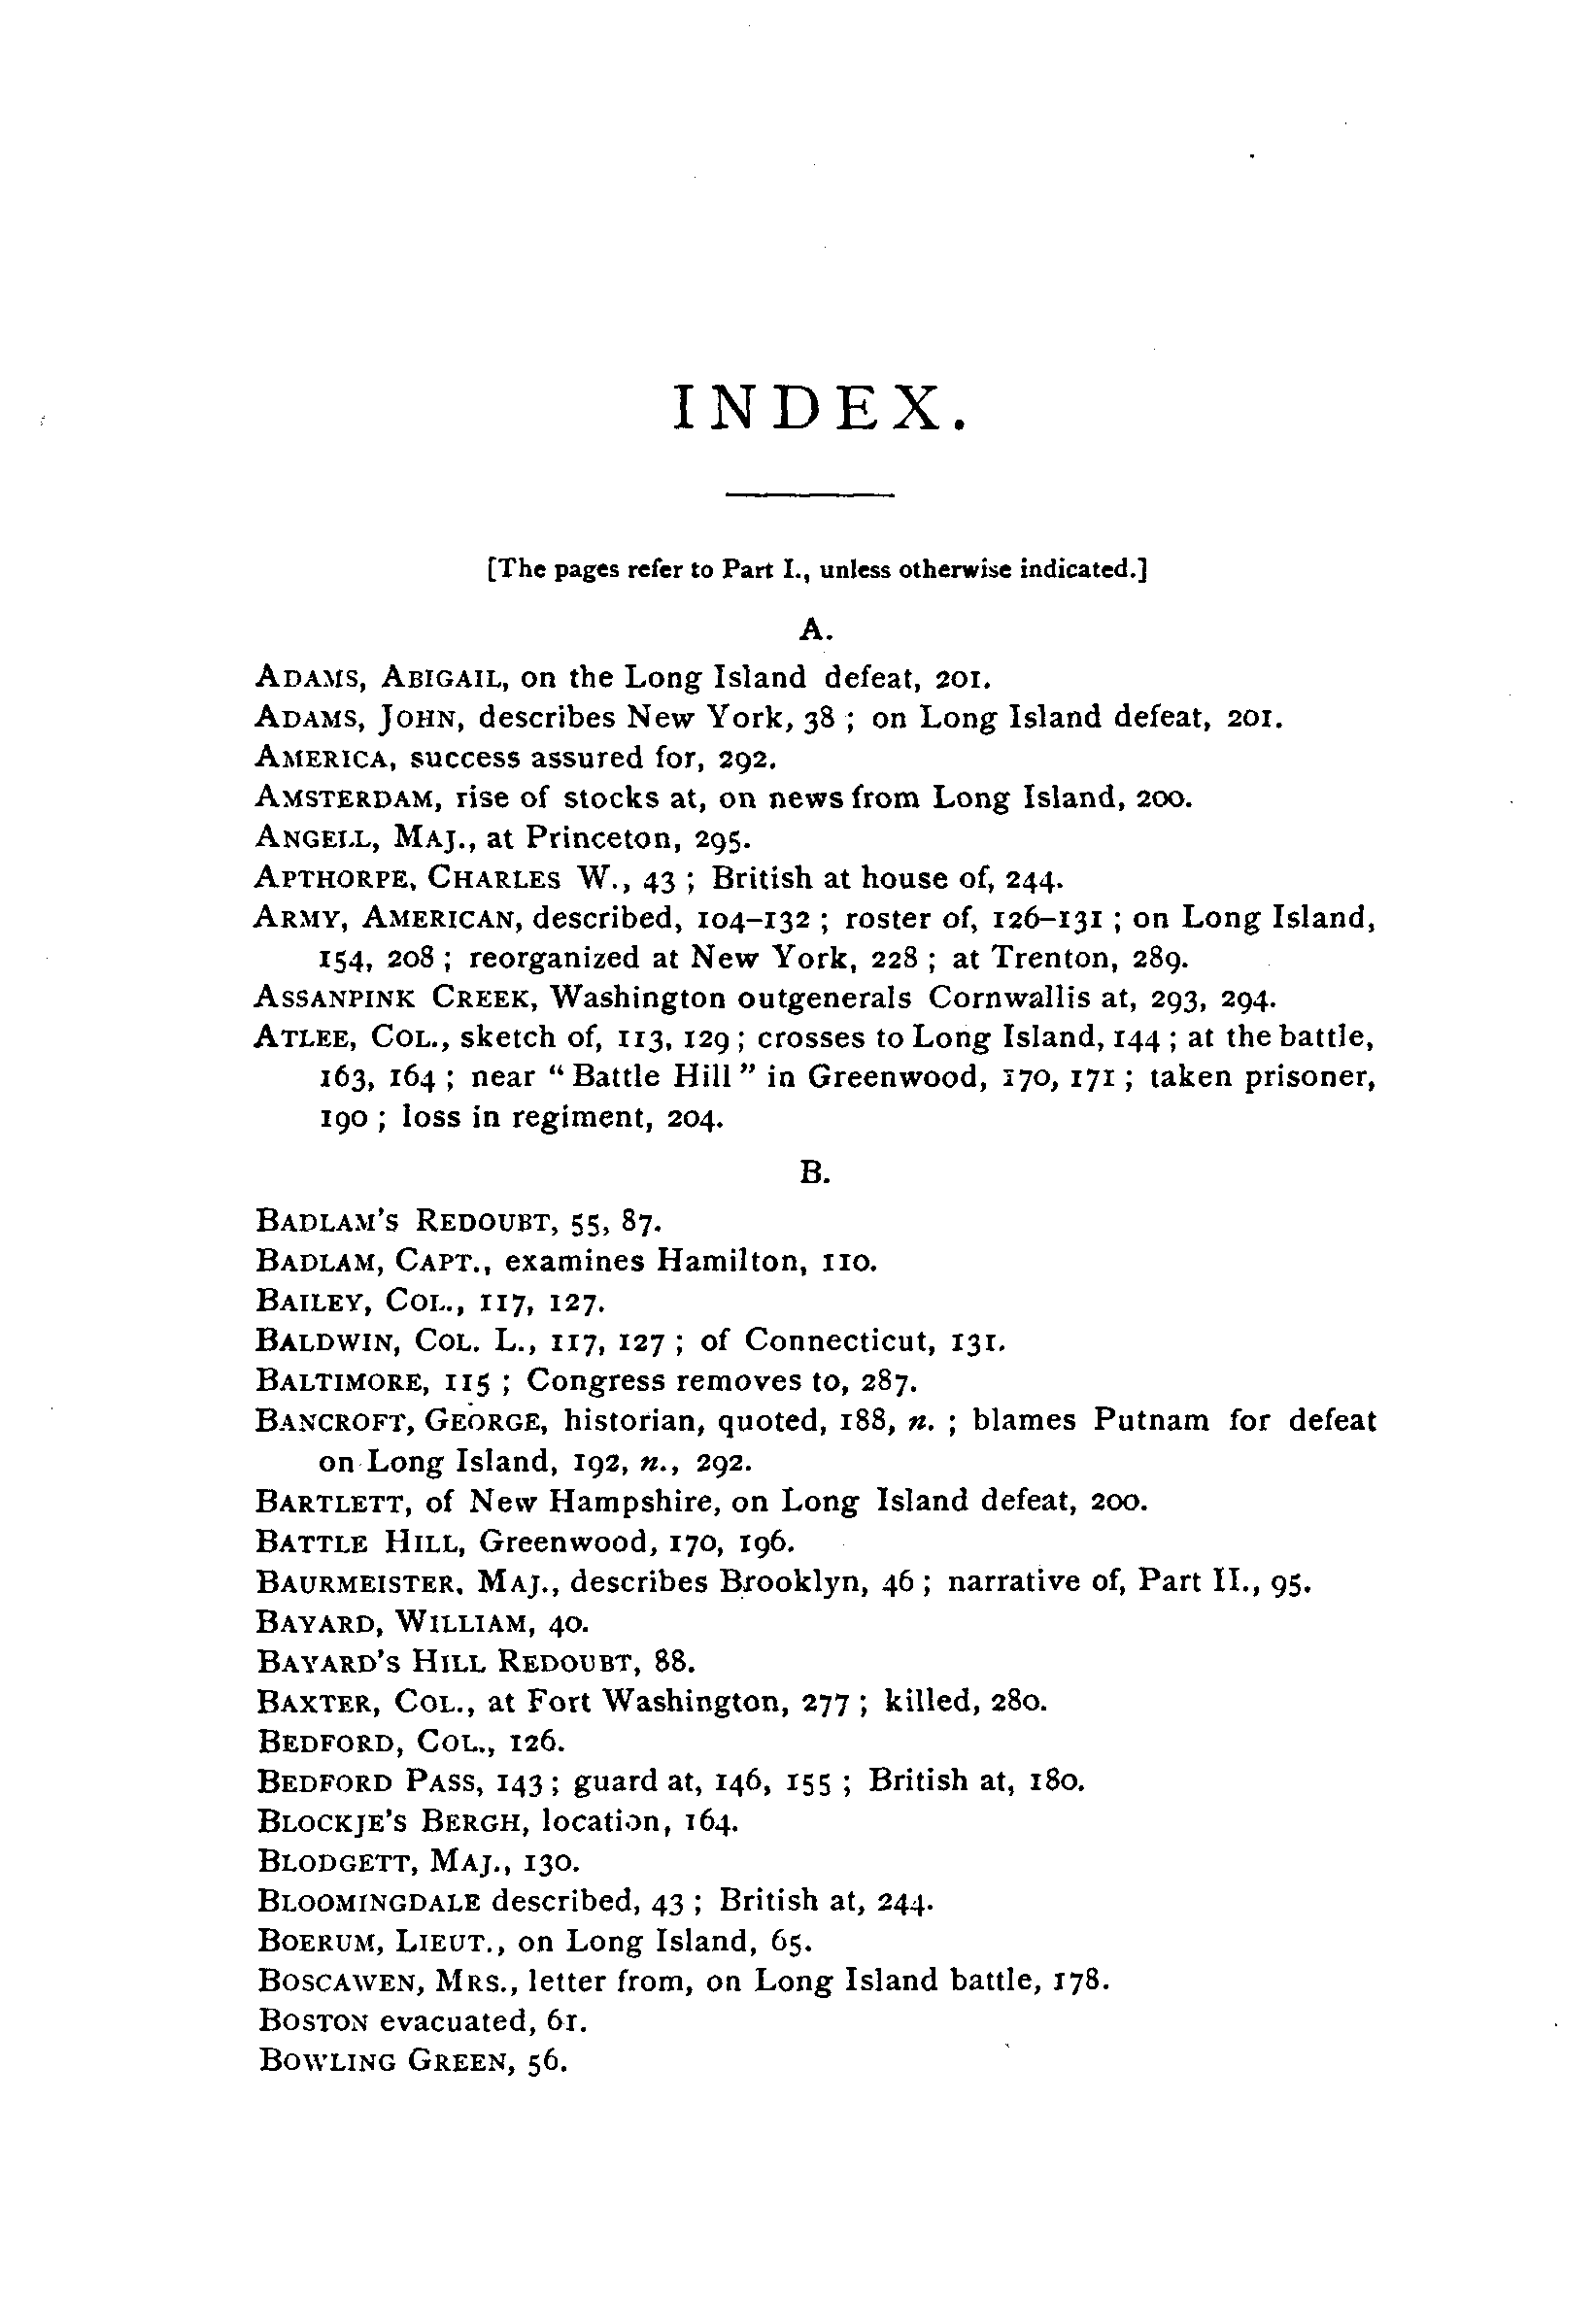 INDEX.
[The pages refer to Part I., unless otherwise indicated.]
A.
ADAMS, ABIGAIL, on the Long Island defeat, 201.
ADAMS, JOHN, describes New York, 38 ; on Long Island defeat, 201.
AMERICA, success assured for, 292.
AMSTERDAM, rise of stocks at, on news from Long Island, 200.
ANGELL, MAJ., at Princeton, 295.
APTHORPE, CHARLES W., 43 ; British at house of, 244.
ARMY, AMERICAN, described, 104–132 ; roster of, 126–131 ; on Long Island,
154, 208 ; reorganized at New York, 228 ; at Trenton, 289.
ASSANPINK CREEK, Washington outgenerals Cornwallis at, 293, 294.
ATLEE, COL., sketch of, 113, 129 ; crosses to Long Island, 144 ; at the battle,
163, 164 ; near “ Battle Hill ” in Greenwood, 170, 171 ; taken prisoner,
190 ; loss in regiment, 204.
B.
BADLAM'S REDOUBT, 55, 87.
BADLAM, CAPT., examines Hamilton, 110.
BAILEY, COL., 117, 127.
BALDWIN, COL. L., 117, 127 ; of Connecticut, 131.
BALTIMORE, 115 ; Congress removes to, 287.
BANCROFT, GEORGE, historian, quoted, 188, n. ; blames Putnam for defeat
on Long Island, 192, n., 292.
BARTLETT, of New Hampshire, on Long Island defeat, 200.
BATTLE HILL, Greenwood, 170, 196.
BAURMEISTER, MAJ., describes Brooklyn, 46 ; narrative of, Part II., 95.
BAYARD, WILLIAM, 40.
BAYARD'S HILL REDOUBT, 88.
BAXTER, COL., at Fort Washington, 277 ; killed, 280.
BEDFORD, COL., 126.
BEDFORD PASS, 143 ; guard at, 146, 155 ; British at, 180.
BLOCKJE'S BERGH, location, 164.
BLODGETT, MAJ., 130.
BLOOMINGDALE described, 43 ; British at, 244.
BOERUM, LIEUT., on Long Island, 65.
BOSCAWEN, MRS., letter from, on Long Island battle, 178.
BOSTON evacuated, 61.
BOWLING GREEN, 56.